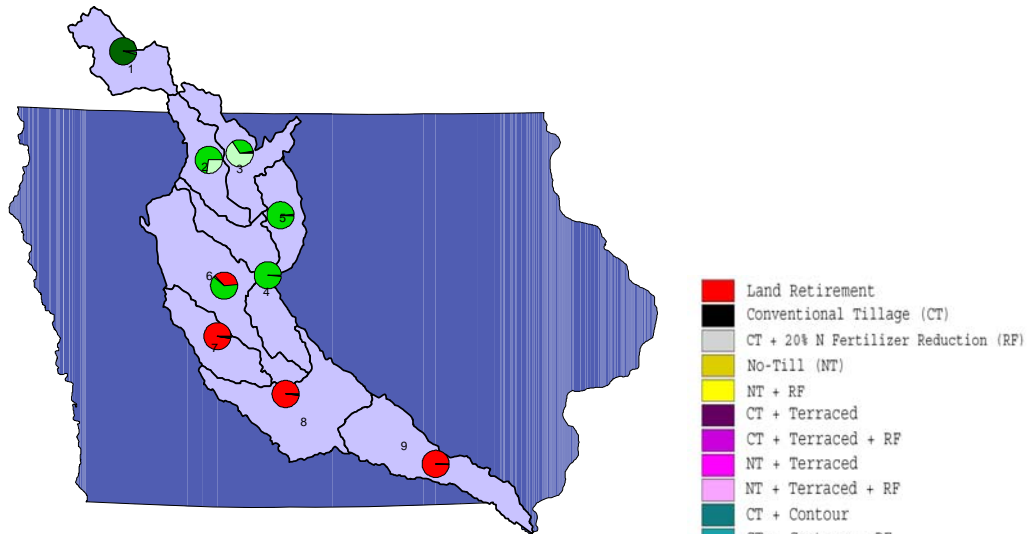 1
2
3
5
6
4
7
8
9
Land Retirement
Conventional Tillage (CT)
CT + 20% N Fertilizer Reduction (RF)
No-Till (NT)
NT + RF
CT + Terraced
CT + Terraced + RF
NT + Terraced
NT + Terraced + RF
CT + Contour